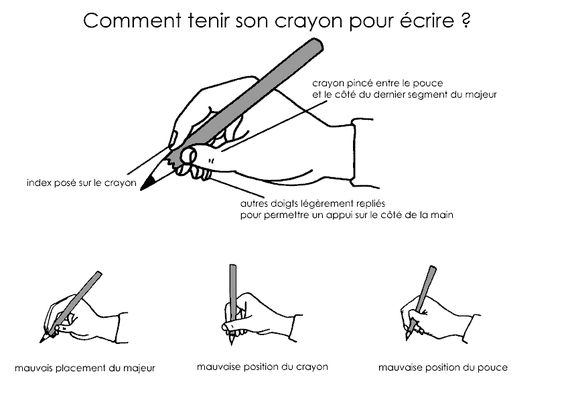 Comment tenir son crayon pour écrire ?
crayon pincé entre le pouce
et le côté du dernier segment du majeur
index posé sur le crayon
autres doigts légèrement repliés
pour permettre un appui sur le côté de la main
mauvais placement du majeur
mauvaise position du crayon
mauvaise position du pouce